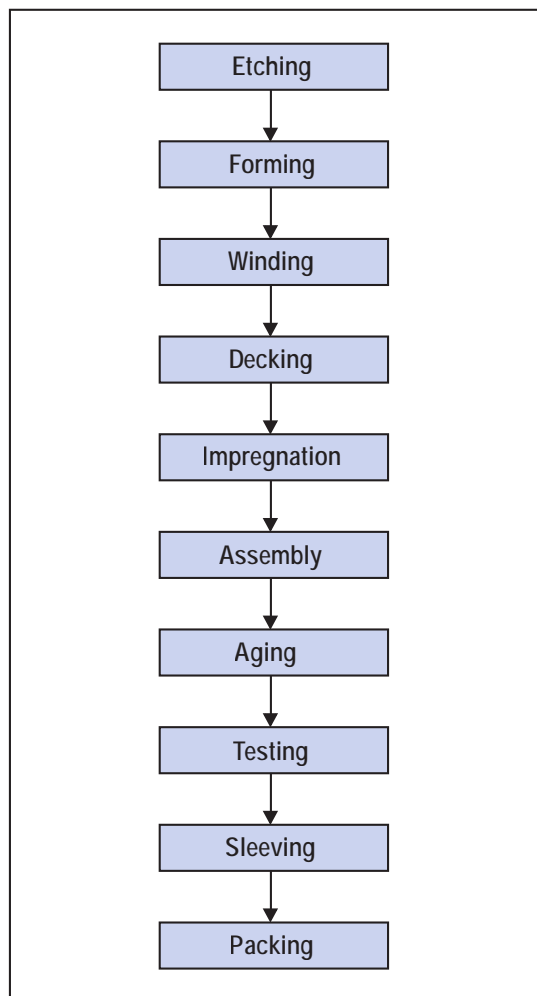 Etching
Forming
Winding
Decking
Impregnation
Assembly
Aging
Testing
Sleeving
Packing